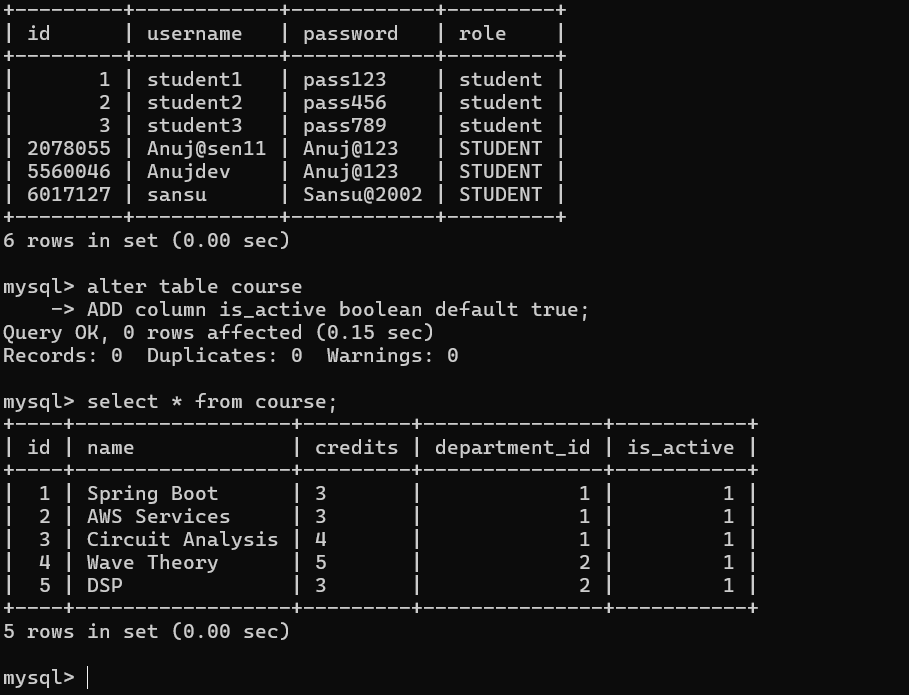 +---------+------------+------------+---------+
| id      | username   | password   | role    |
+---------+------------+------------+---------+
|       1 | student1   | pass123    | student |
|       2 | student2   | pass456    | student |
|       3 | student3   | pass789    | student |
| 2078055 | Anuj@sen11 | Anuj@123   | STUDENT |
| 5560046 | Anujdev    | Anuj@123   | STUDENT |
| 6017127 | sansu      | Sansu@2002 | STUDENT |
+---------+------------+------------+---------+
6 rows in set (0.00 sec)
mysql> alter table course
    -> ADD column is_active boolean default true;
Query OK, 0 rows affected (0.15 sec)
Records: 0  Duplicates: 0  Warnings: 0
mysql> select * from course;
+----+------------------+---------+---------------+-----------+
| id | name             | credits | department_id | is_active |
+----+------------------+---------+---------------+-----------+
|  1 | Spring Boot      | 3       |             1 |         1 |
|  2 | AWS Services     | 3       |             1 |         1 |
|  3 | Circuit Analysis | 4       |             1 |         1 |
|  4 | Wave Theory      | 5       |             2 |         1 |
|  5 | DSP              | 3       |             2 |         1 |
+----+------------------+---------+---------------+-----------+
5 rows in set (0.00 sec)
mysql>